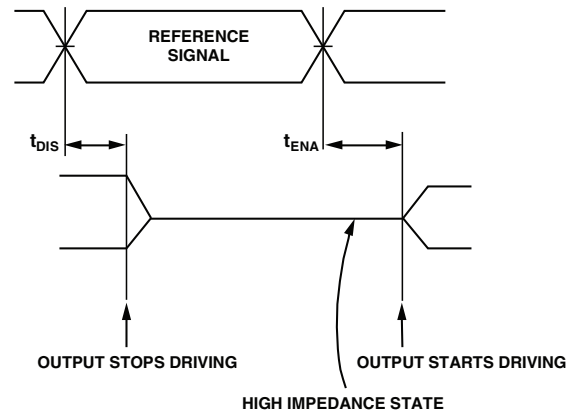 REFERENCE
SIGNAL
tDIS
tENA
OUTPUT STOPS DRIVING
OUTPUT STARTS DRIVING
HIGH IMPEDANCE STATE